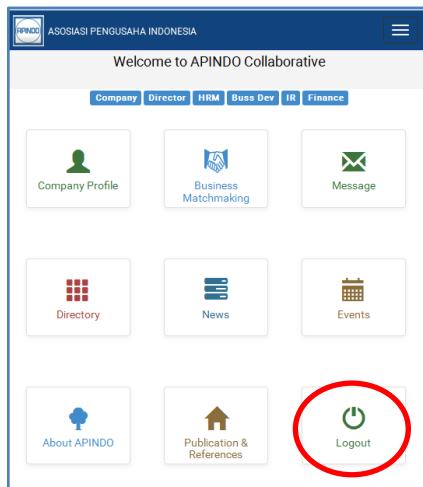 APINDO
ASOSIASI PENGUSAHA INDONESIA
Welcome to APINDO Collaborative
Company Director HRM Buss Dev IR Finance
Company Profile
Business
Matchmaking
Message
Directory
News
Events
About APINDO
Publication &
References
Logout